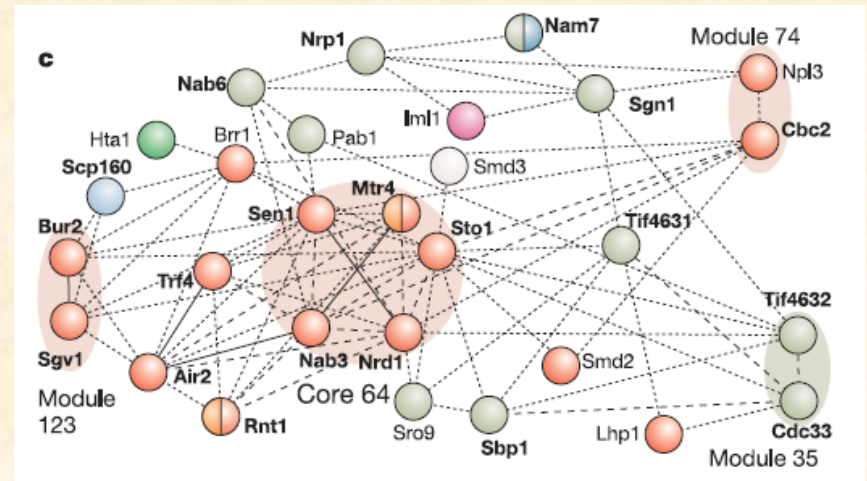 c
Nrp1
Nam7
Module 74
Nab6
Npl3
Iml1
Sgn1
Hta1
Brr1
Pab1
Cbc2
Scp160
Smd3
Mtr4
Sen1
Sto1
Bur2
Tif4631
Trf4
Tif4632
Sgv1
Nab3
Nrd1
Smd2
Air2
Core 64
Module
123
Rnt1
Sro9
Sbp1
Lhp1
Cdc33
Module 35